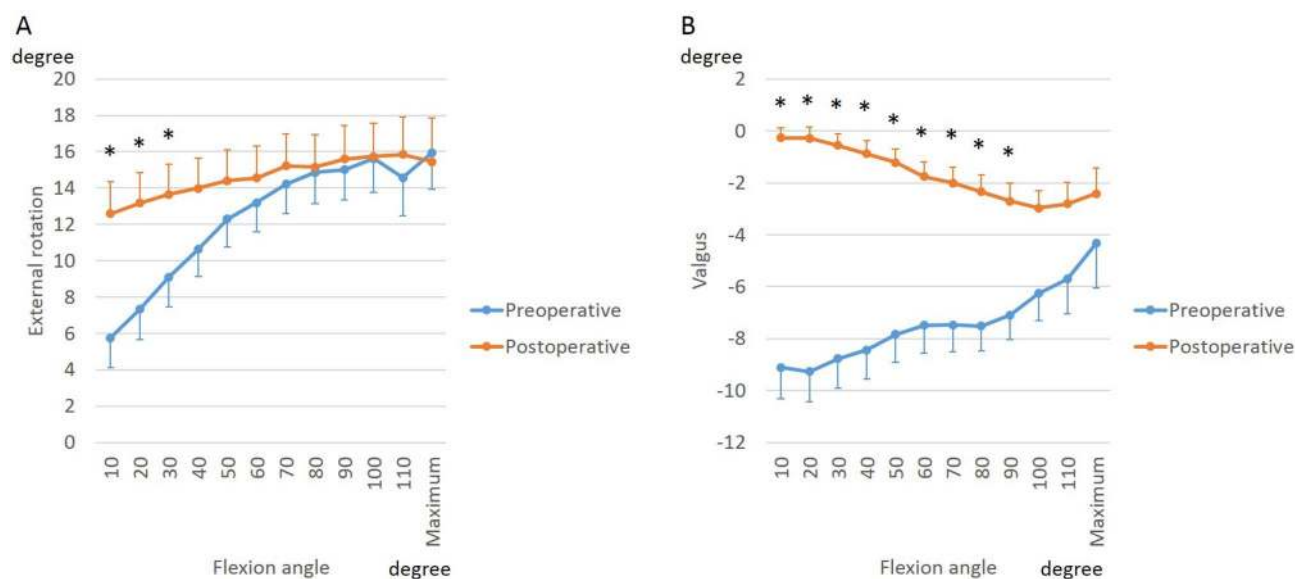 A
degree
20
18
16
14
12
10
8
6
4
2
0
External rotation
* * *
10 20 30 40 50 60 70 80 90 100 110 Maximum
Flexion angle degree
Preoperative
Postoperative
B
degree
2
0
-2
-4
-6
-8
-10
-12
Valgus
* * * * * * * * *
10 20 30 40 50 60 70 80 90 100 110 Maximum
Flexion angle degree
Preoperative
Postoperative